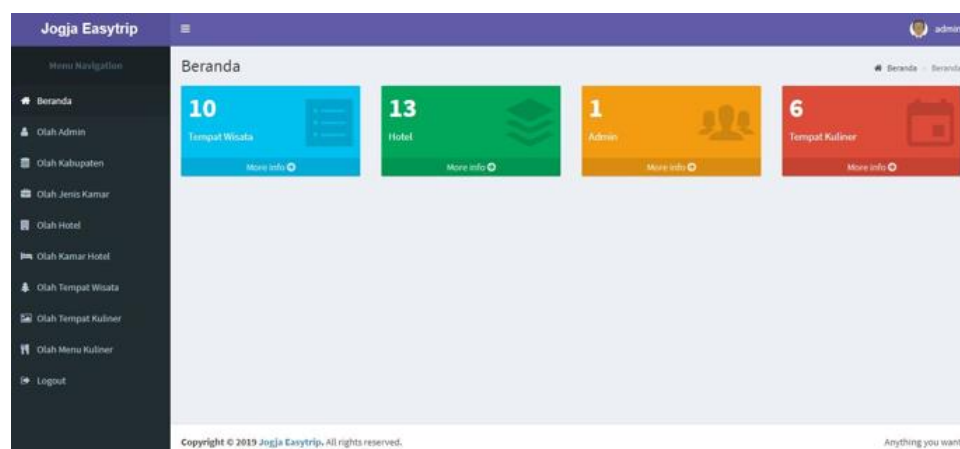 Jogja Easytrip
admin
Menu Navigation
Beranda
Olah Admin
Olah Kabupaten
Olah Jenis Kamar
Olah Hotel
Olah Kamar Hotel
Olah Tempat Wisata
Olah Tempat Kuliner
Olah Menu Kuliner
Logout
Beranda
Beranda > Beranda
10
Tempat Wisata
More info
13
Hotel
More info
1
Admin
More info
6
Tempat Kuliner
More info
Copyright © 2019 Jogja Easytrip. All rights reserved.
Anything you want